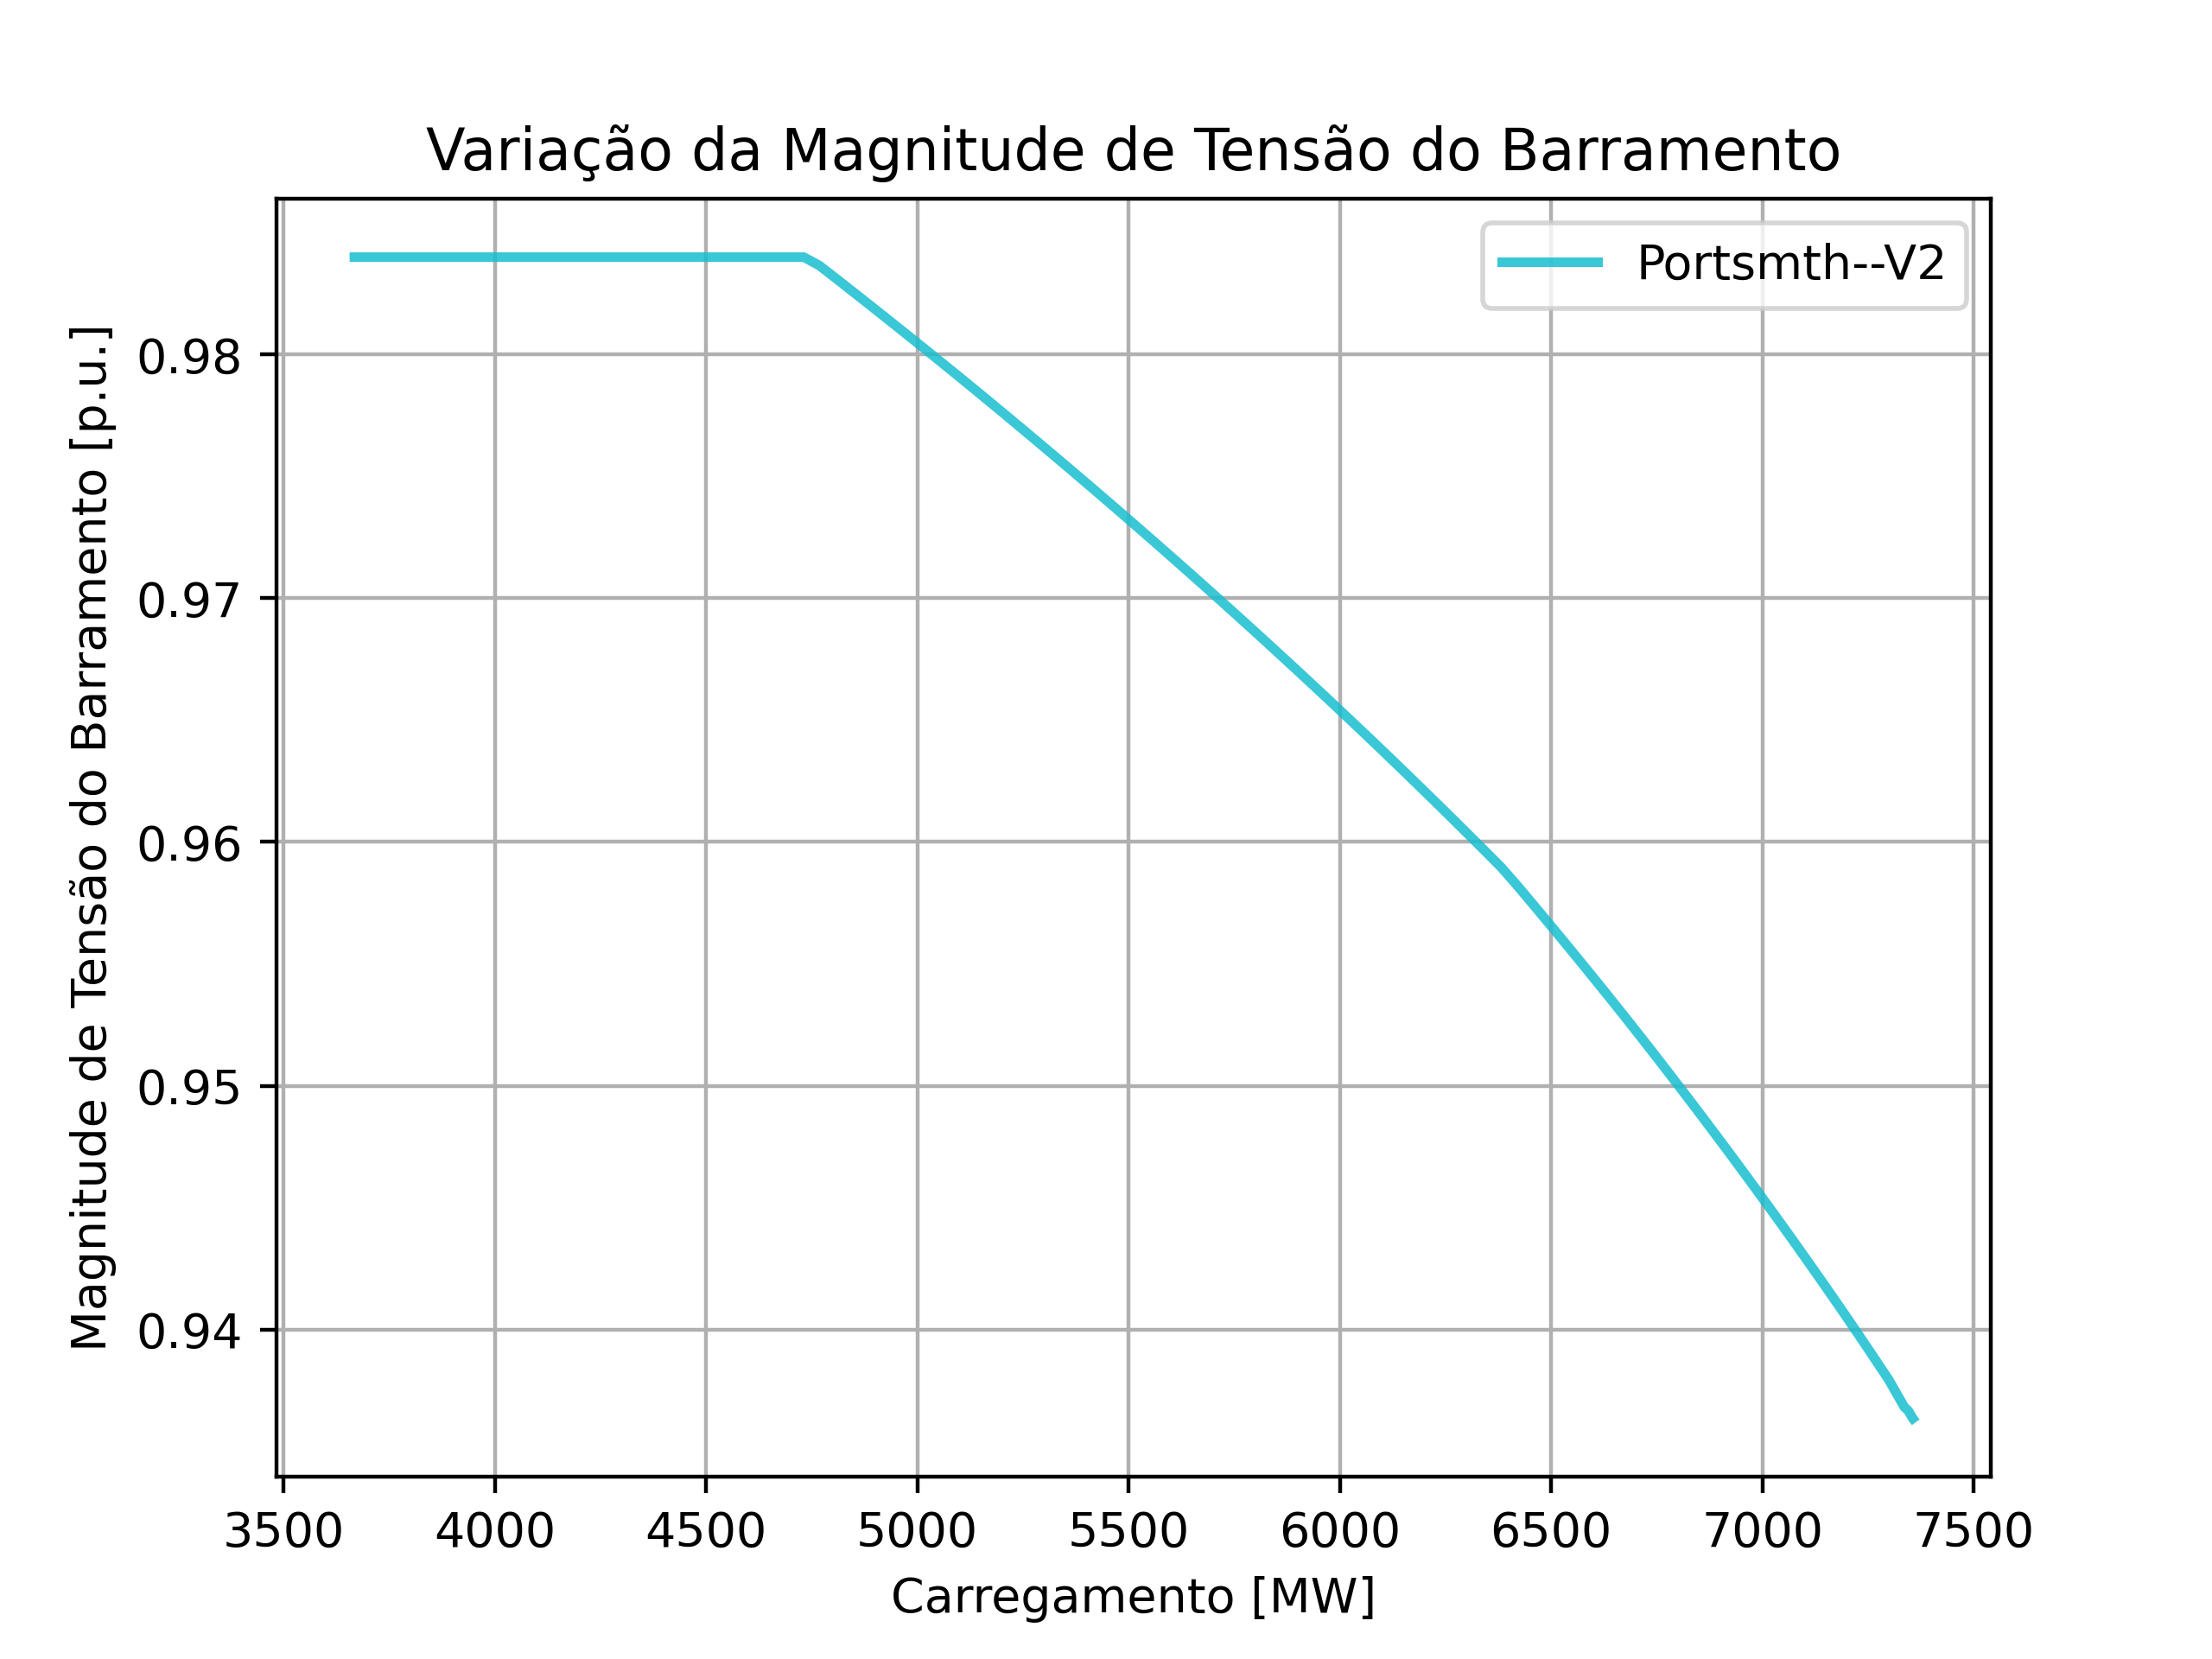 Variação da Magnitude de Tensão do Barramento
Portsmth--V2
Magnitude de Tensão do Barramento [p.u.]
0.98
0.97
0.96
0.95
0.94
3500 4000 4500 5000 5500 6000 6500 7000 7500
Carregamento [MW]